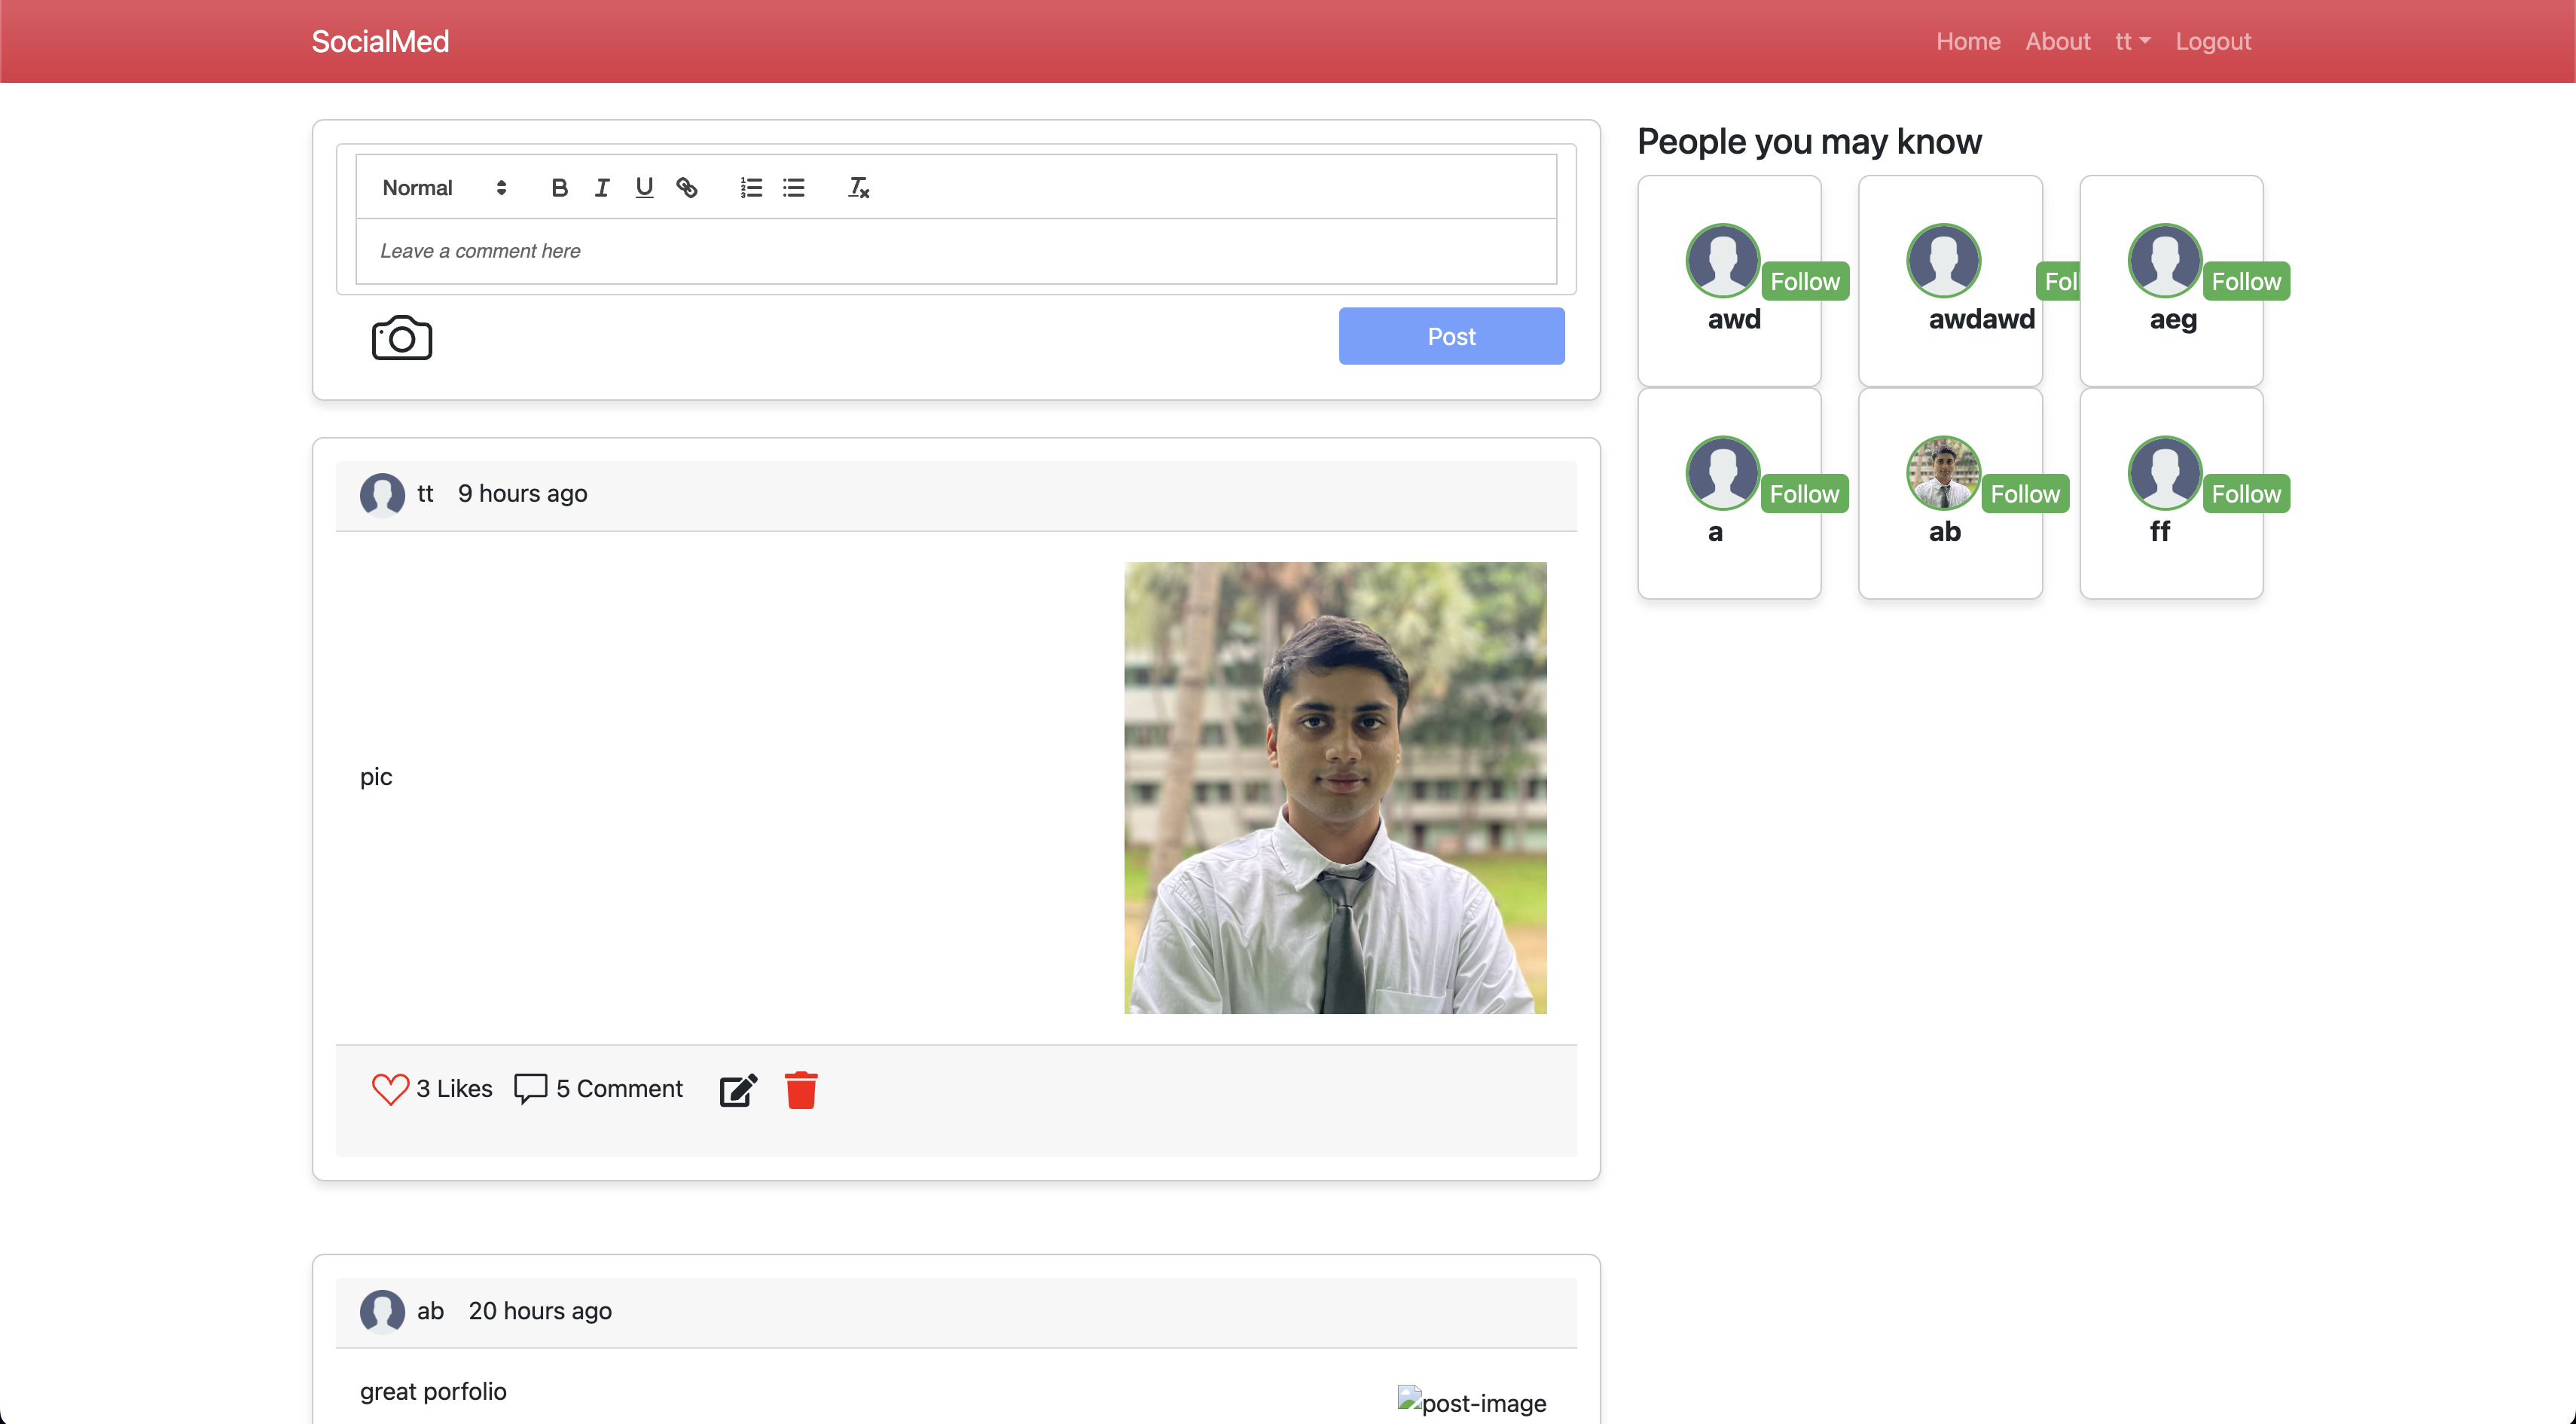 SocialMed
Home About tt Logout
Normal
Leave a comment here
Post
tt 9 hours ago
pic
3 Likes 5 Comment
ab 20 hours ago
great porfolio
post-image
People you may know
Follow
awd
Fol
awdawd
Follow
aeg
Follow
a
Follow
ab
Follow
ff